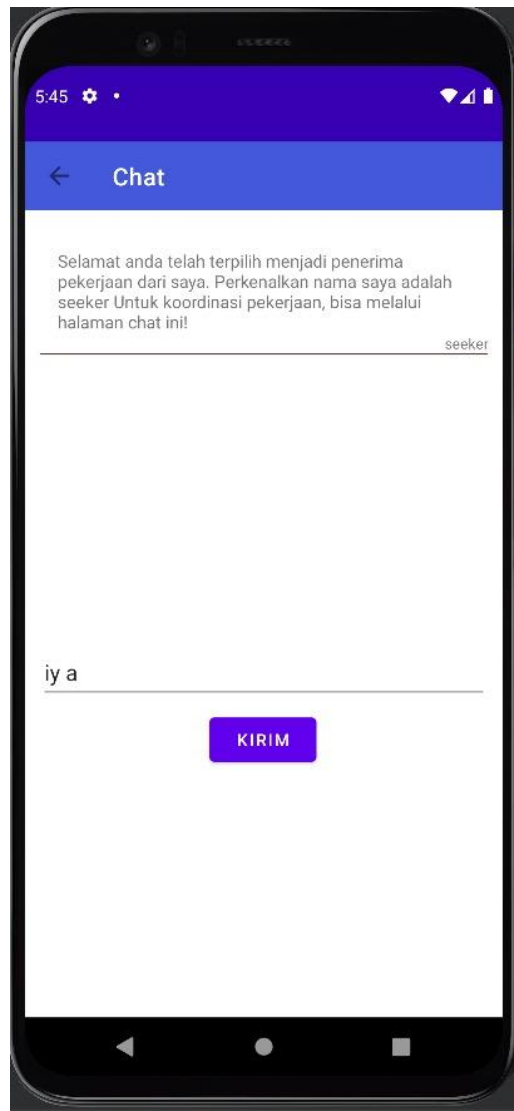 5:45
Chat
Selamat anda telah terpilih menjadi penerima
pekerjaan dari saya. Perkenalkan nama saya adalah
seeker Untuk koordinasi pekerjaan, bisa melalui
halaman chat ini!
seeker
iy a
KIRIM